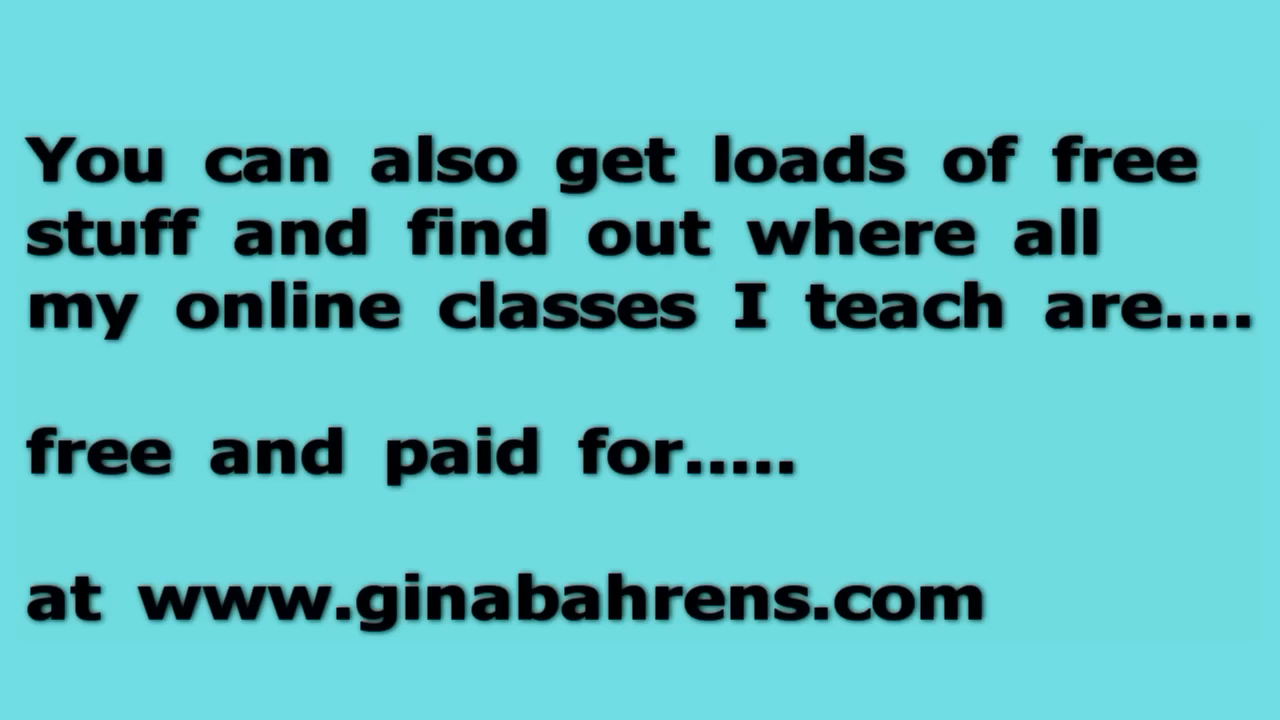 You can also get loads of free
stuff and find out where all
my online classes I teach are....
free and paid for.....
at www.ginabahrens.com